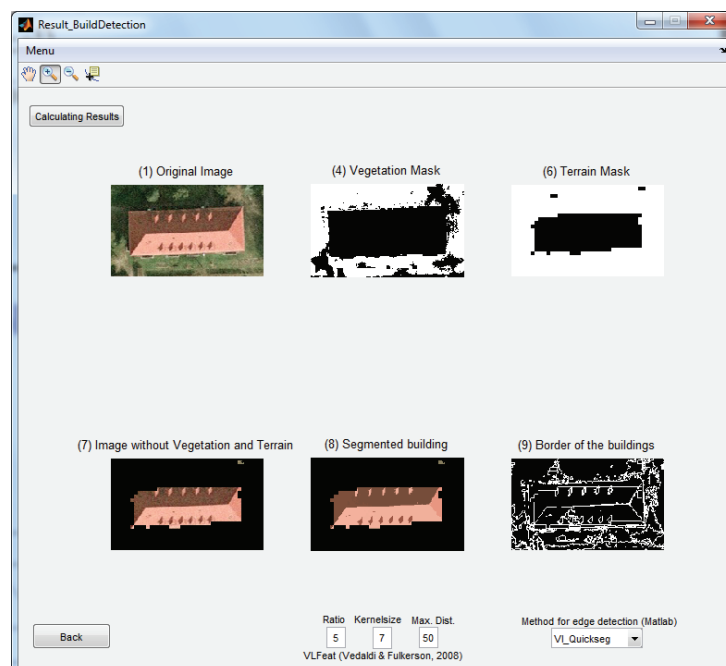 Result_BuildDetection
Menu
Calculating Results
(1) Original Image
(4) Vegetation Mask
(6) Terrain Mask
(7) Image without Vegetation and Terrain
(8) Segmented building
(9) Border of the buildings
Ratio Kernelsize Max. Dist.
5 7 50
VLFeat (Vedaldi & Fulkerson, 2008)
Method for edge detection (Matlab)
Vl_Quickseg
Back